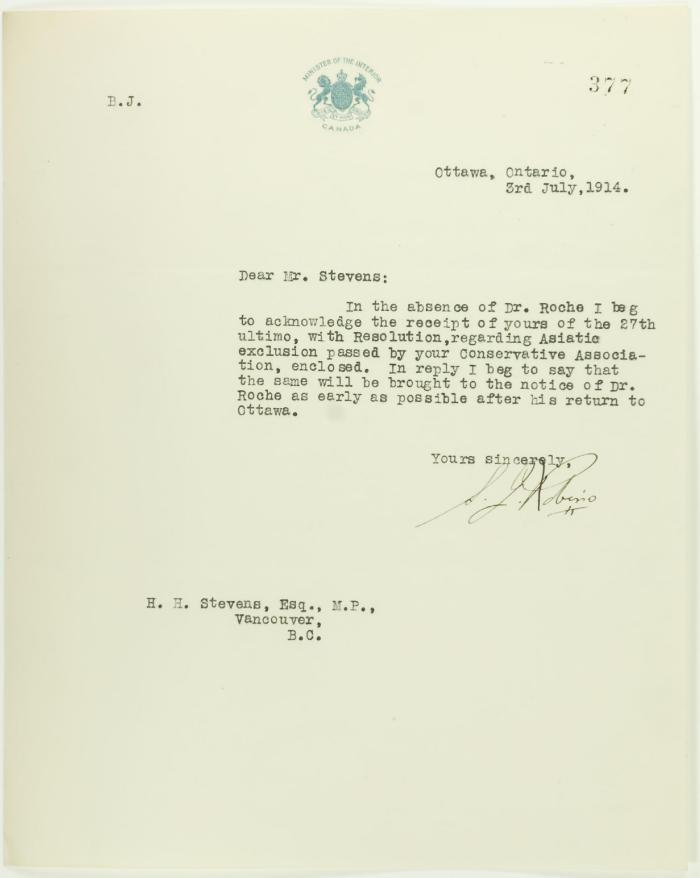 MINISTER OF THE INTERIOR
CANADA
377
B.J.
Ottawa, Ontario,
3rd July,1914.
Dear Mr. Stevens:
In the absence of Dr. Roche I beg
to acknowledge the receipt of yours of the 27th
ultimo, with Resolution,regarding Asiatic
exclusion passed by your Conservative Associa-
tion, enclosed. In reply I beg to say that
the same will be brought to the notice of Dr.
Roche as early as possible after his return to
Ottawa.
Yours sincerely,
H. H. Stevens, Esq., M.P.,
Vancouver,
B.C.